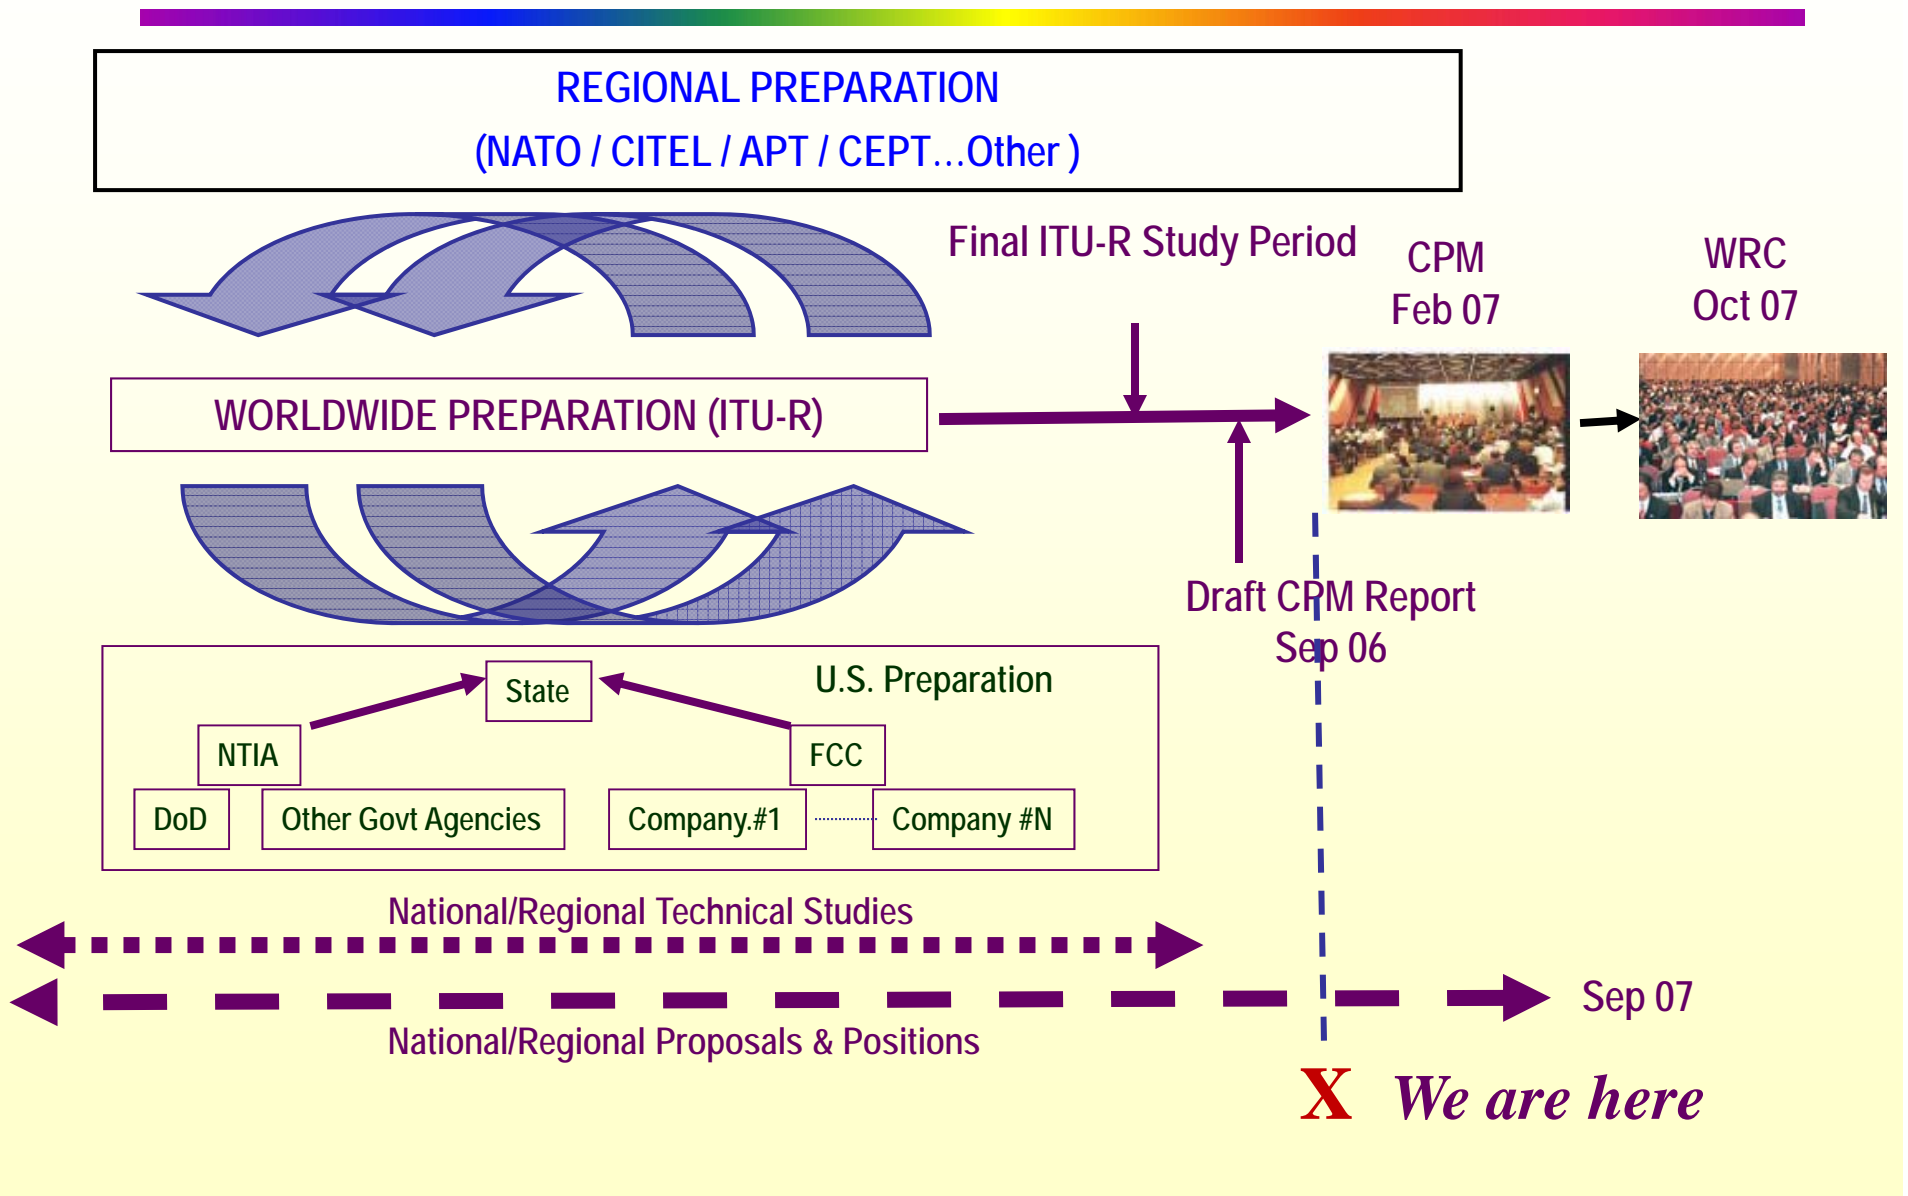 REGIONAL PREPARATION
(NATO / CITEL / APT / CEPT…Other )
Final ITU-R Study Period
CPM
Feb 07
WRC
Oct 07
WORLDWIDE PREPARATION (ITU-R)
Draft CPM Report
Sep 06
U.S. Preparation
State
NTIA
FCC
DoD
Other Govt Agencies
Company.#1
Company #N
National/Regional Technical Studies
Sep 07
National/Regional Proposals & Positions
X We are here